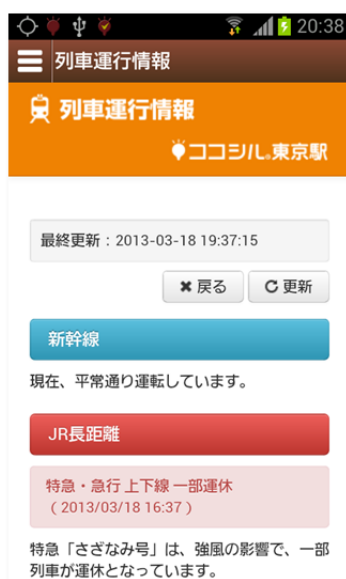 20:38
列車運行情報
列車運行情報
ココシル。東京駅
最終更新：2013-03-18 19:37:15
✖ 戻る
更新
新幹線
現在、平常通り運転しています。
JR長距離
特急・急行 上下線 一部運休
（2013/03/18 16:37）
特急「さざなみ号」は、強風の影響で、一部
列車が運休となっています。